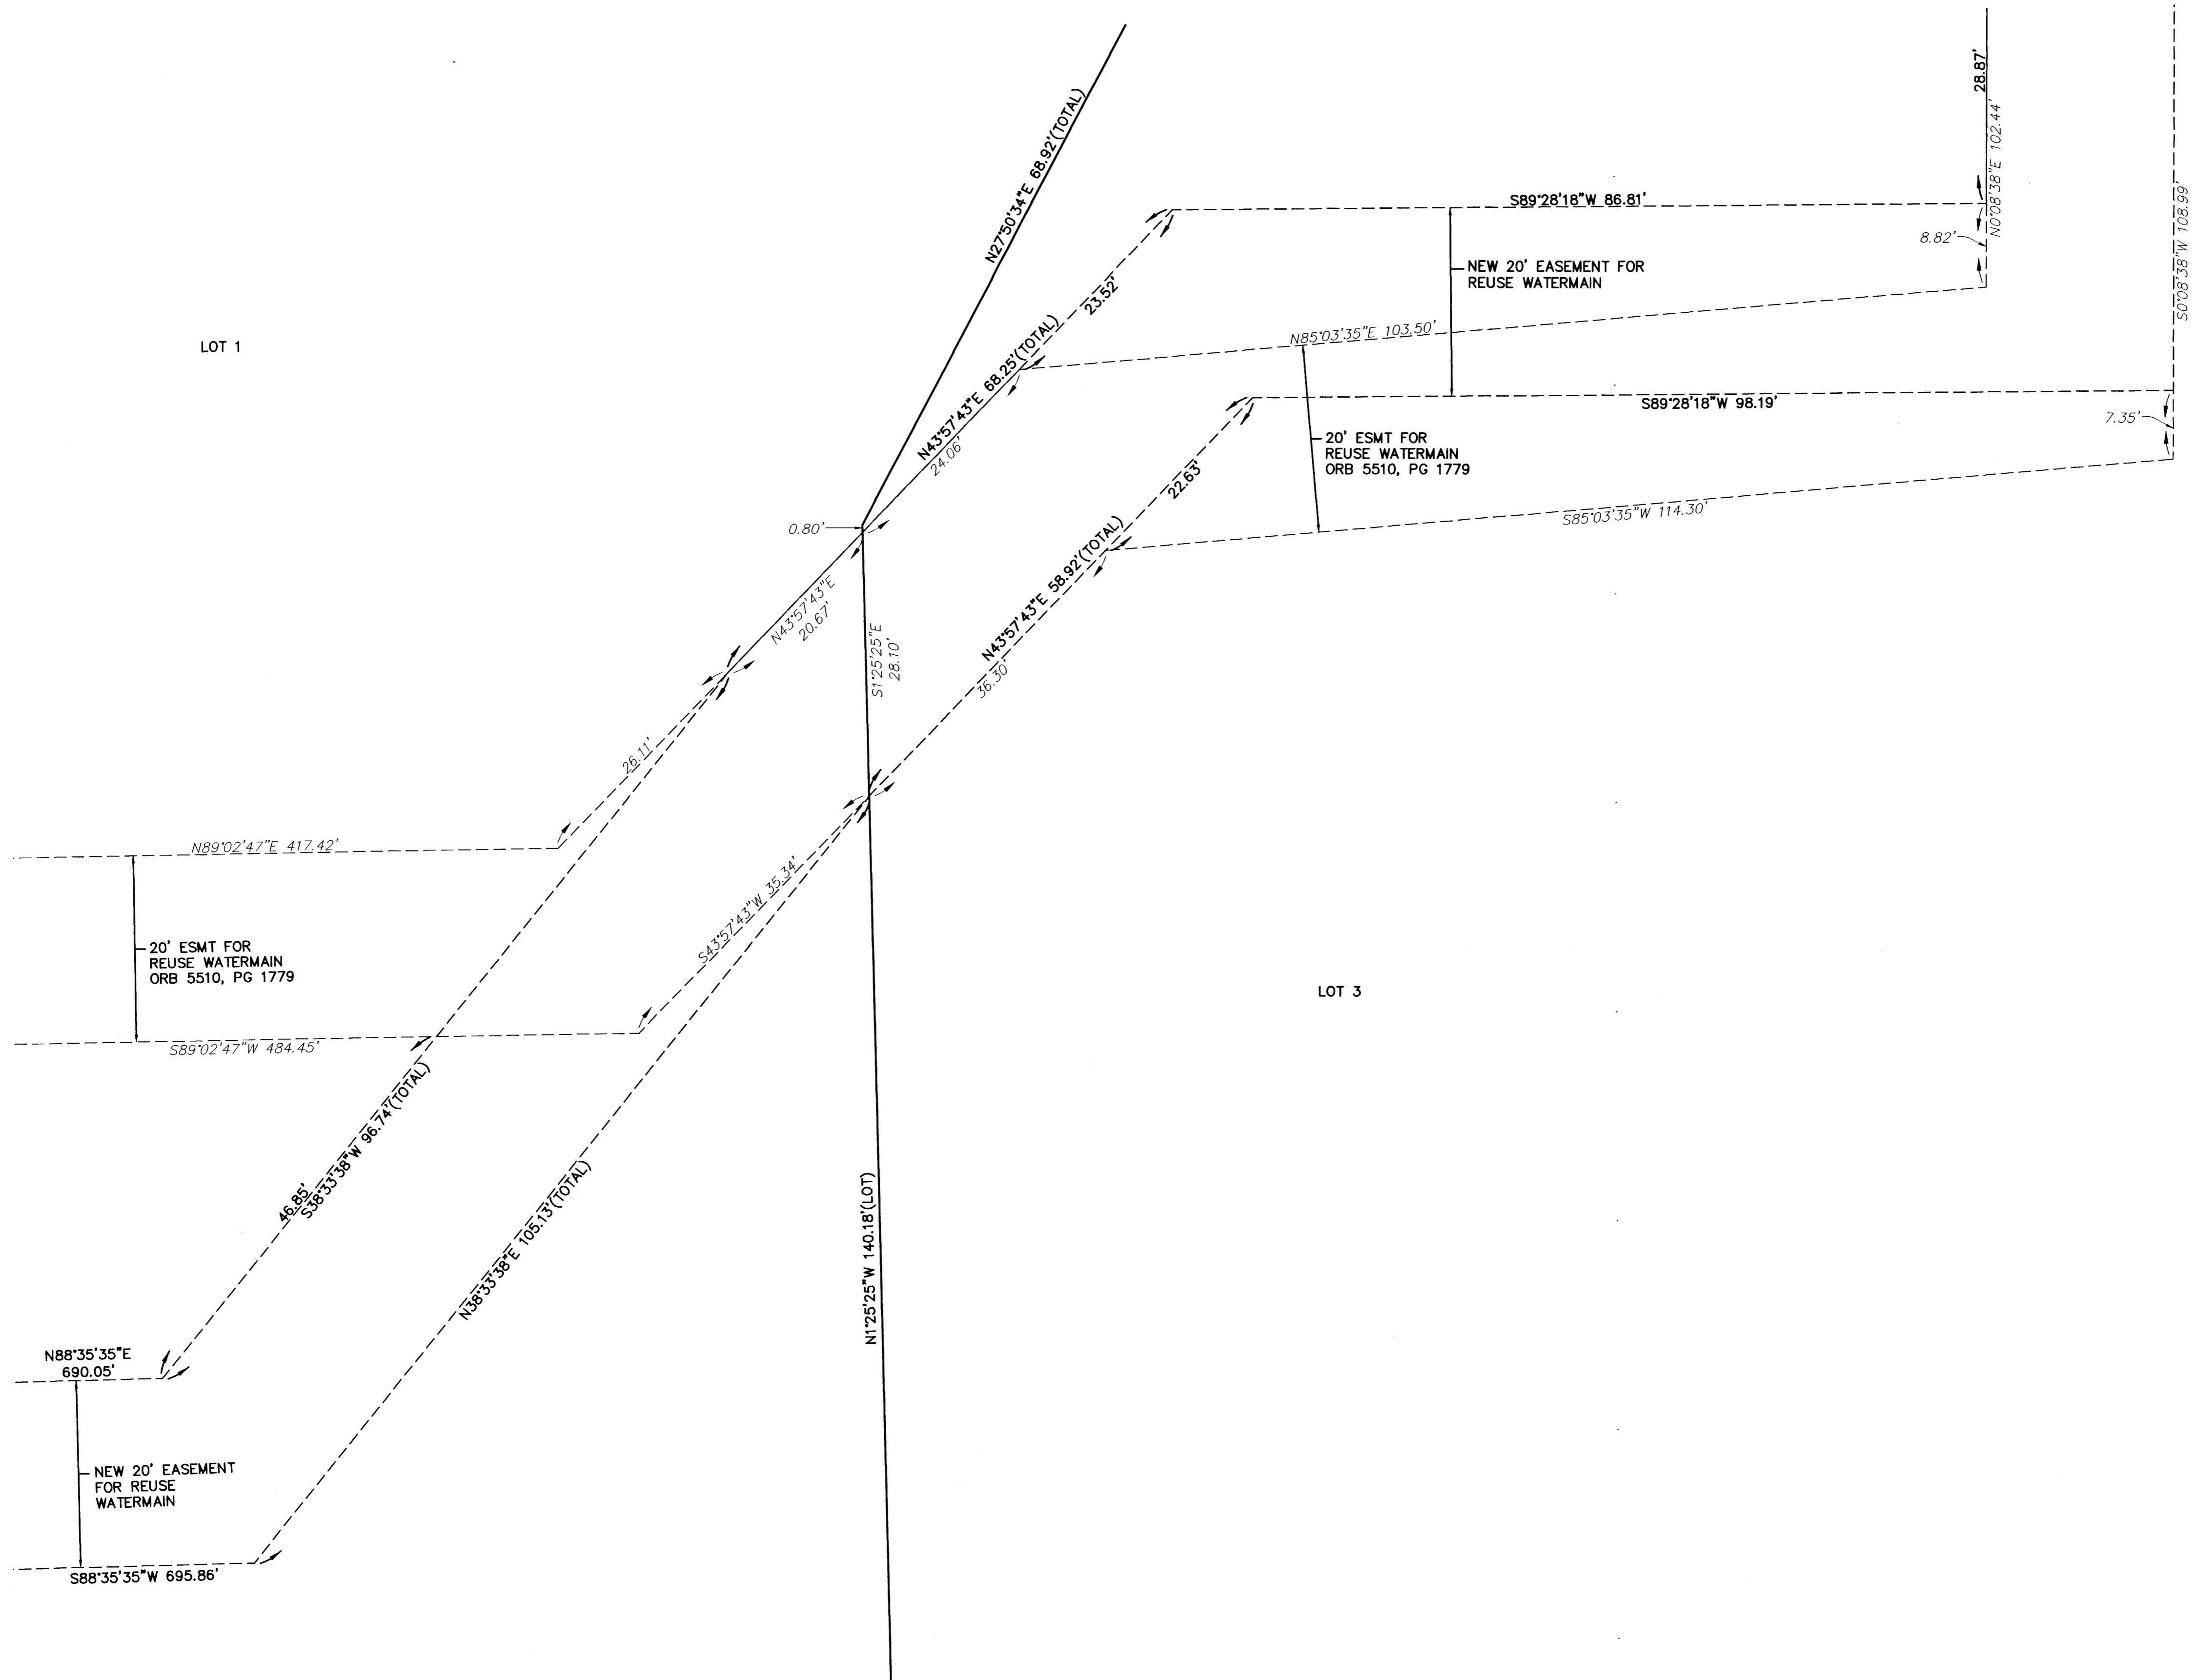 28.87'
N0°08'38"E 102.44'
S0°08'38"W 108.99'
N27°50'34"E 68.92'(TOTAL)
S89°28'18"W 86.81'
8.82'
NEW 20' EASEMENT FOR
REUSE WATERMAIN
23.52'
LOT 1
N85°03'35"E 103.50'
N43°57'43"E 68.25'(TOTAL)
24.06'
S89°28'18"W 98.19'
7.35'
20' ESMT FOR
REUSE WATERMAIN
ORB 5510, PG 1779
22.63'
S85°03'35"W 114.30'
0.80'
N43°57'43"E
20.67'
S1°25'25"E
28.10'
N43°57'43"E 58.92'(TOTAL)
36.30'
26.11'
N89°02'47"E 417.42'
S43°57'43"W 35.34'
20' ESMT FOR
REUSE WATERMAIN
ORB 5510, PG 1779
LOT 3
S89°02'47"W 484.45'
46.85'
S38°33'38"W 96.74'(TOTAL)
N38°33'38"E 105.13'(TOTAL)
N1°25'25"W 140.18'(LOT)
N88°35'35"E
690.05'
NEW 20' EASEMENT
FOR REUSE
WATERMAIN
S88°35'35"W 695.86'